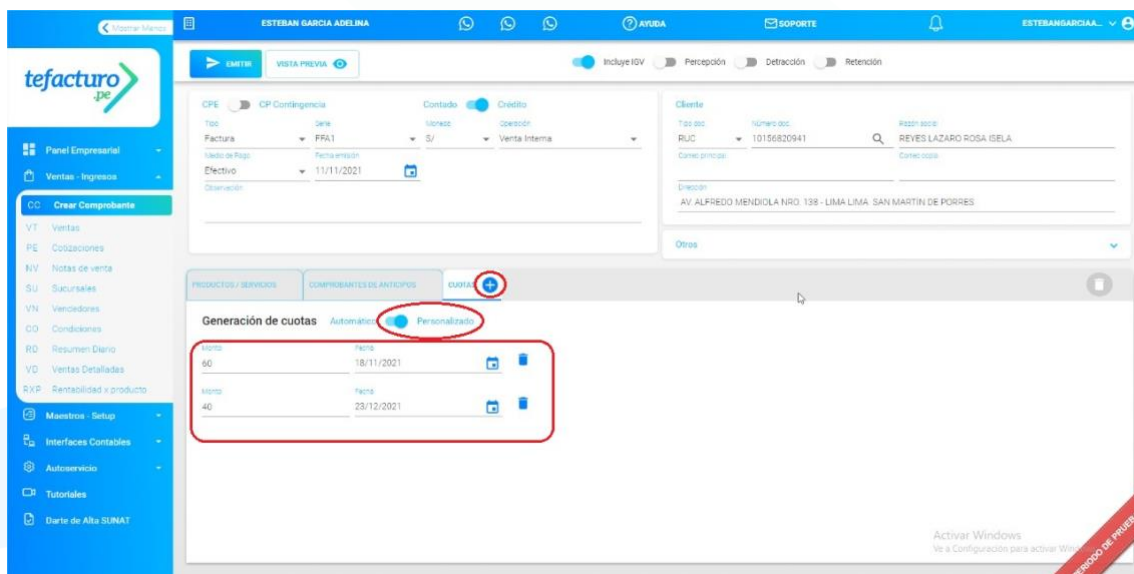 Mostrar Menos
ESTEBAN GARCIA ADELINA
AYUDA
SOPORTE
ESTEBANGARCIAA...
tefacturo
.pe
EMITIR
VISTA PREVIA
Incluye IGV
Percepción
Detracción
Retención
Panel Empresarial
Ventas - Ingresos
CC Crear Comprobante
VT Ventas
PE Cotizaciones
NV Notas de venta
SU Sucursales
VN Vendedores
CO Condiciones
RD Resumen Diario
VD Ventas Detalladas
RXP Rentabilidad x producto
Maestros - Setup
Interfaces Contables
Autoservicio
Tutoriales
Darte de Alta SUNAT
CPE CP Contingencia Contado Crédito
Tipo Serie Moneda Operación
Factura FFA1 S/ Venta Interna
Medio de Pago Fecha emisión
Efectivo 11/11/2021
Observación
Cliente
Tipo doc. Número doc. Razón social
RUC 10156820941 REYES LAZARO ROSA ISELA
Correo principal Correo copia
Dirección
AV. ALFREDO MENDIOLA NRO. 138 - LIMA LIMA SAN MARTIN DE PORRES
Otros
PRODUCTOS / SERVICIOS COMPROBANTES DE ANTICIPOS CUOTAS
Generación de cuotas Automático Personalizado
Monto Fecha
60 18/11/2021
Monto Fecha
40 23/12/2021
Activar Windows
Ve a Configuración para activar
PERIODO DE